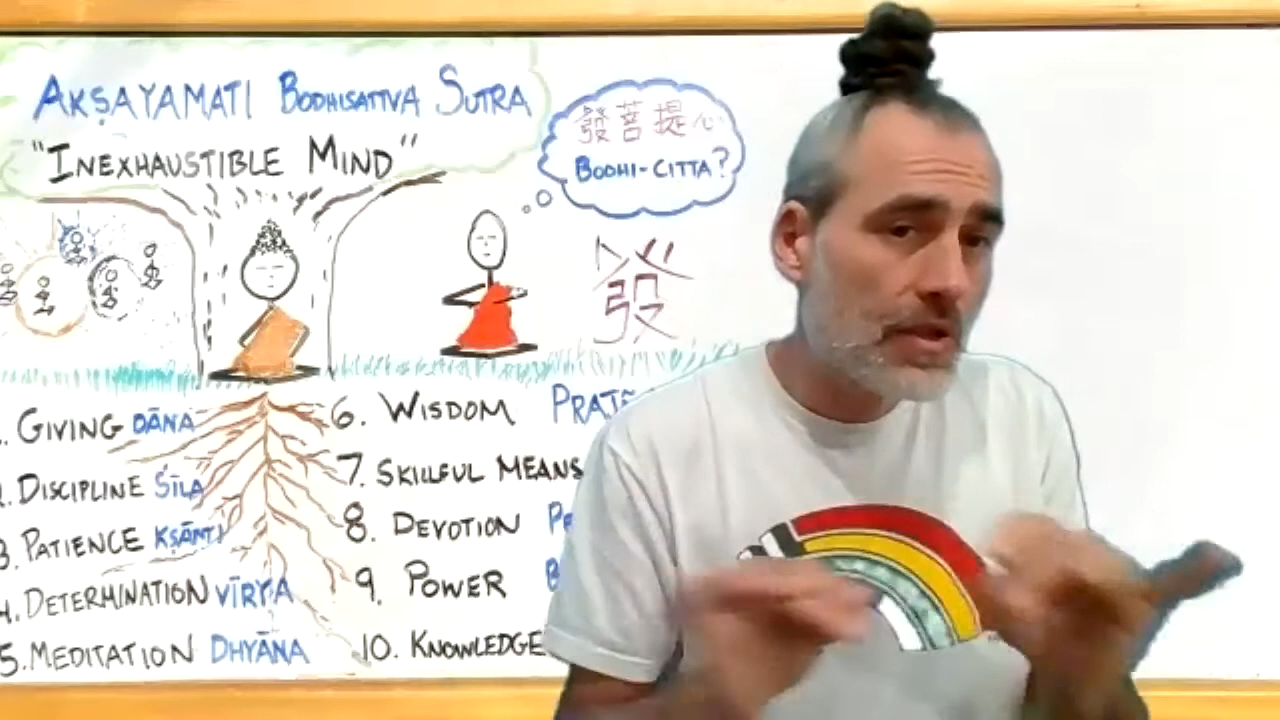 AKṢAYAMATI BODHISATTVA SUTRA
"INEXHAUSTIBLE MIND"
發菩提心
BODHI-CITTA?
發
GIVING DĀNA
DISCIPLINE ŚĪLA
3. PATIENCE KṢĀNTI
4. DETERMINATION VĪRYA
5. MEDITATION DHYĀNA
6. WISDOM
7. SKILLFUL MEANS
8. DEVOTION
9. POWER
10. KNOWLEDGE